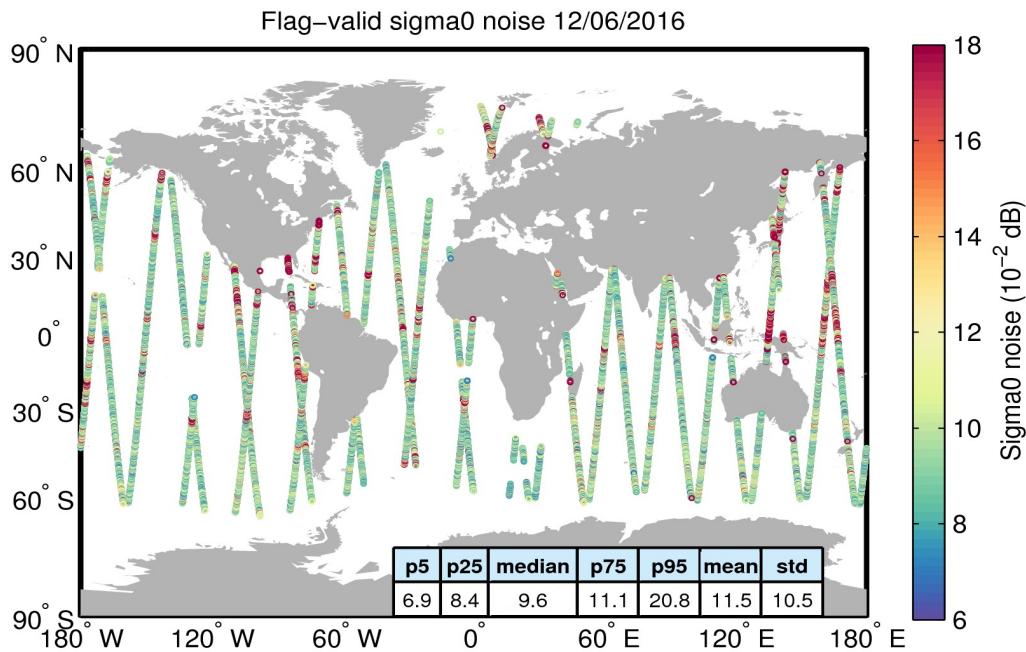 Flag−valid sigma0 noise 12/06/2016
90° N
60° N
30° N
0°
30° S
60° S
90° S
180° W
120° W
60° W
0°
60° E
120° E
180° E
p5 p25 median p75 p95 mean std
6.9 8.4 9.6 11.1 20.8 11.5 10.5
18
16
14
12
10
8
6
Sigma0 noise (10⁻² dB)